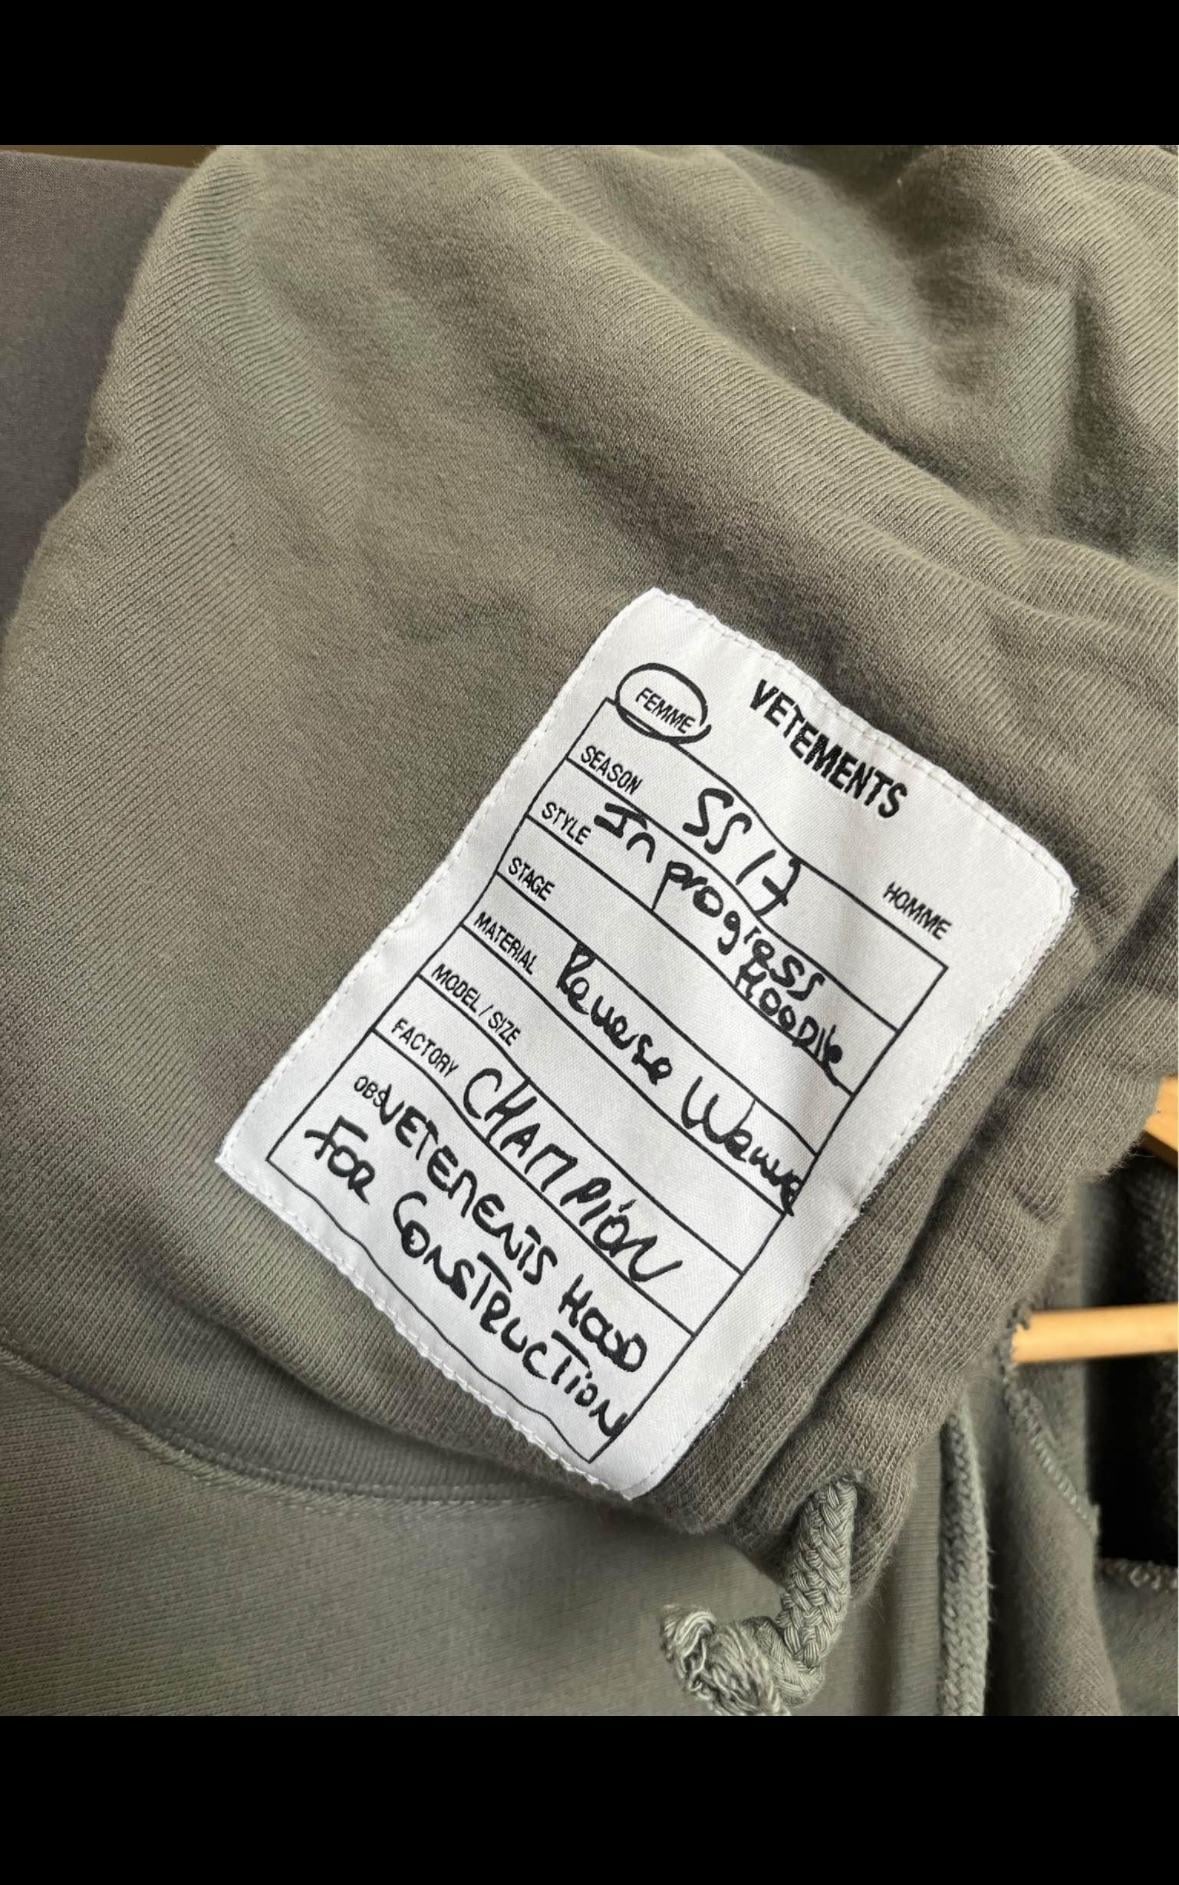 VETEMENTS
FEMME HOMME
SEASON SS17
STYLE In progress
HOODIE
STAGE
MATERIAL Reverse Weave
MODEL / SIZE
FACTORY CHAMPION
OBS VETEMENTS HOOD
FOR CONSTRUCTION